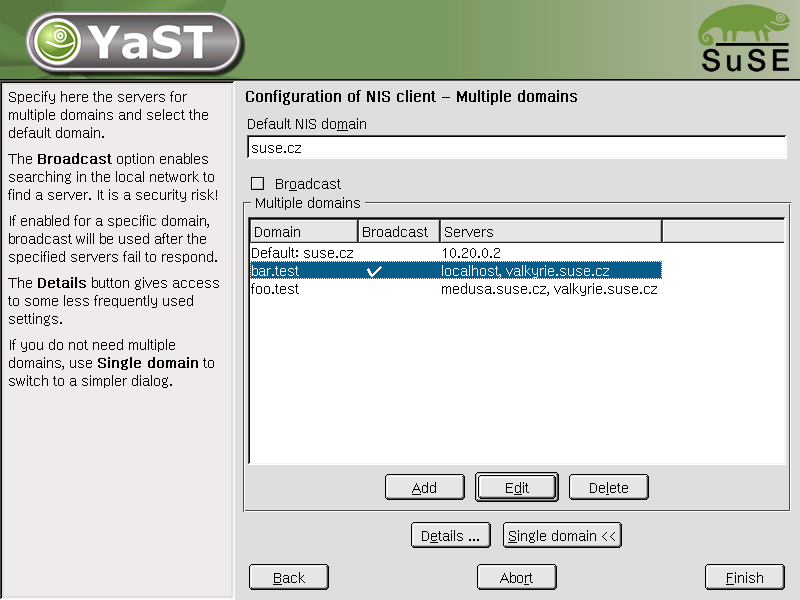 YaST
SuSE
Specify here the servers for
multiple domains and select the
default domain.
The Broadcast option enables
searching in the local network to
find a server. It is a security risk!
If enabled for a specific domain,
broadcast will be used after the
specified servers fail to respond.
The Details button gives access
to some less frequently used
settings.
If you do not need multiple
domains, use Single domain to
switch to a simpler dialog.
Configuration of NIS client – Multiple domains
Default NIS domain
suse.cz
Broadcast
Multiple domains
Domain Broadcast Servers
Default: suse.cz 10.20.0.2
bar.test localhost, valkyrie.suse.cz
foo.test medusa.suse.cz, valkyrie.suse.cz
Add Edit Delete
Details ... Single domain <<
Back Abort Finish